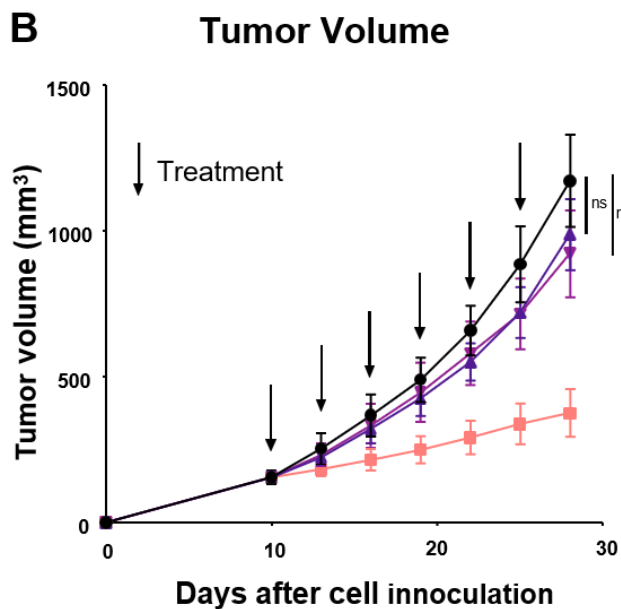 B
Tumor Volume
1500
Treatment
ns
1000
500
0
0
10
20
30
Tumor volume (mm³)
Days after cell innoculation